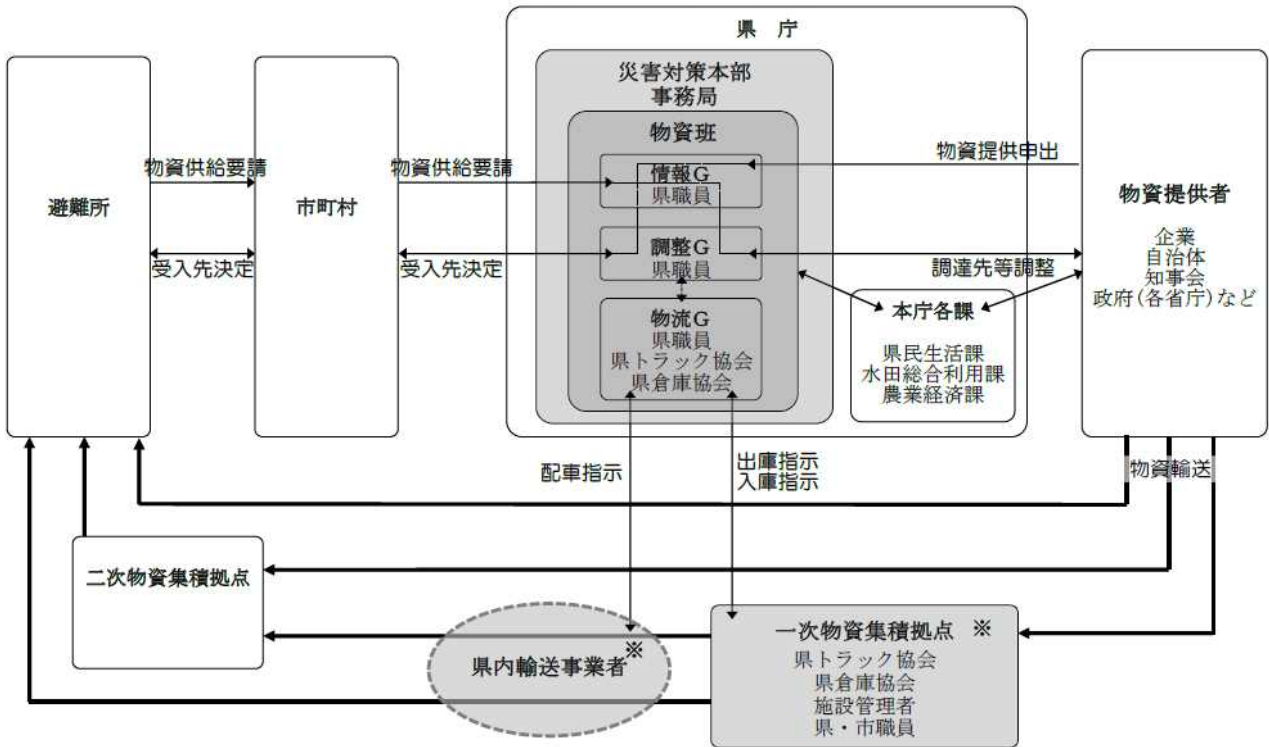 県 庁
災害対策本部
事務局
物資班
情報G
県職員
調整G
県職員
物流G
県職員
県トラック協会
県倉庫協会
避難所
市町村
物資供給要請
物資供給要請
受入先決定
受入先決定
物資提供申出
調達先等調整
本庁各課
県民生活課
水田総合利用課
農業経済課
物資提供者
企業
自治体
知事会
政府(各省庁)など
配車指示
出庫指示
入庫指示
物資輸送
二次物資集積拠点
県内輸送事業者※
一次物資集積拠点 ※
県トラック協会
県倉庫協会
施設管理者
県・市職員